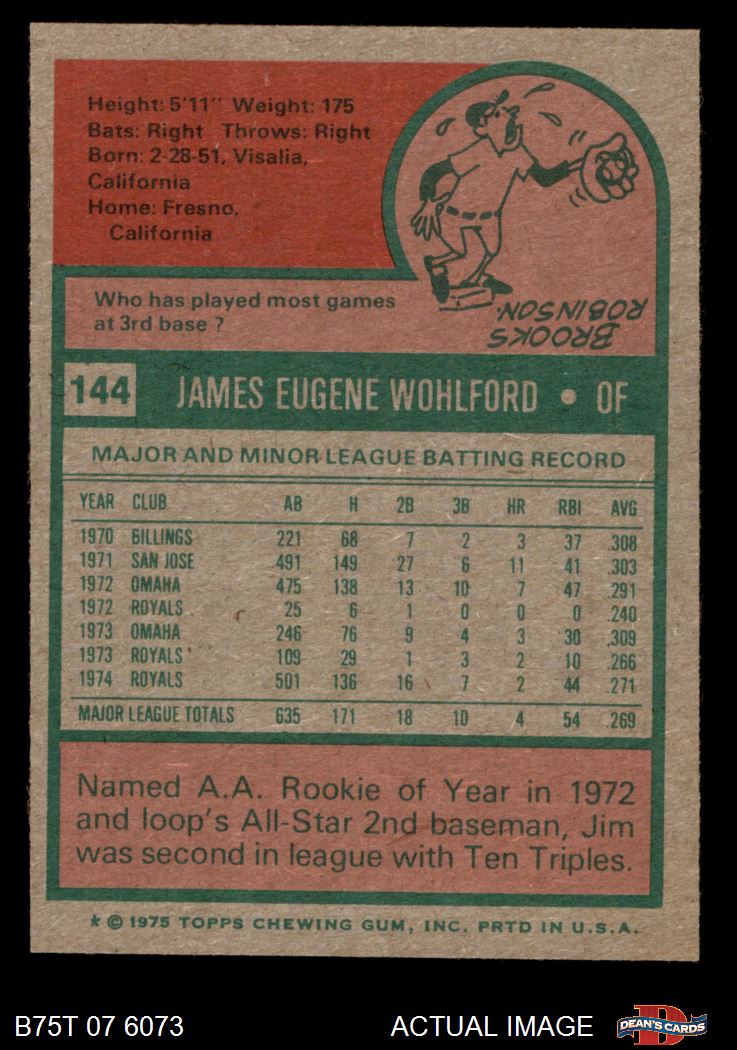 Height: 5'11" Weight: 175
Bats: Right Throws: Right
Born: 2-28-51, Visalia,
California
Home: Fresno,
California
Who has played most games
at 3rd base ?
BROOKS
ROBINSON
144 JAMES EUGENE WOHLFORD • OF
MAJOR AND MINOR LEAGUE BATTING RECORD
YEAR CLUB AB H 2B 3B HR RBI AVG
1970 BILLINGS 221 68 7 2 3 37 .308
1971 SAN JOSE 491 149 27 6 11 41 .303
1972 OMAHA 475 138 13 10 7 47 .291
1972 ROYALS 25 6 1 0 0 0 .240
1973 OMAHA 246 76 9 4 3 30 .309
1973 ROYALS 109 29 1 3 2 10 .266
1974 ROYALS 501 136 16 7 2 44 .271
MAJOR LEAGUE TOTALS 635 171 18 10 4 54 .269
Named A.A. Rookie of Year in 1972
and loop's All-Star 2nd baseman, Jim
was second in league with Ten Triples.
* © 1975 TOPPS CHEWING GUM, INC. PRTD IN U.S.A.
B75T 07 6073 ACTUAL IMAGE
D
DEAN'S CARDS